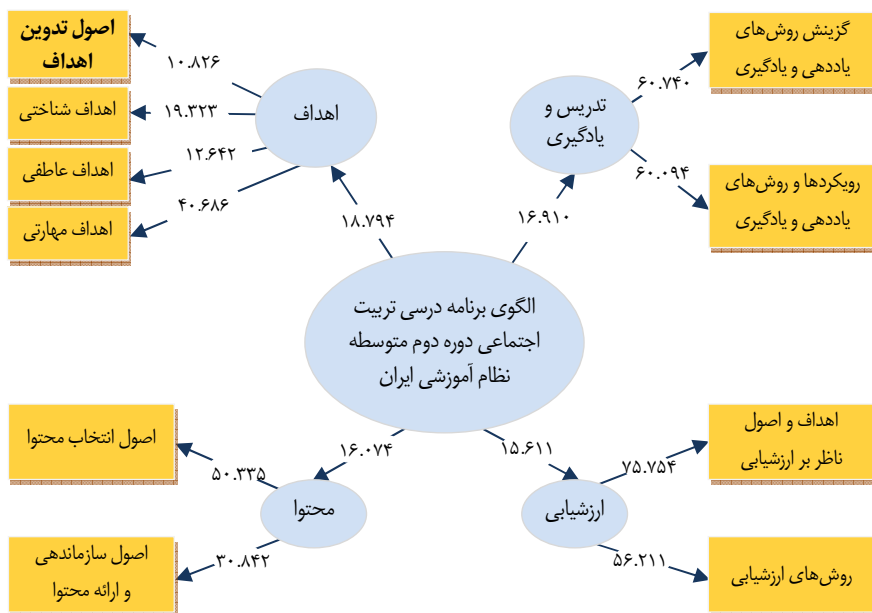 اصول تدوین
اهداف
۱۰.۸۲۶
اهداف شناختی
۱۹.۳۲۳
اهداف عاطفی
۱۲.۶۴۲
اهداف مهارتی
۴۰.۶۸۶
اهداف
۱۸.۷۹۴
گزینش روش‌های
یاددهی و یادگیری
۶۰.۷۴۰
تدریس و
یادگیری
رویکردها و روش‌های
یاددهی و یادگیری
۶۰.۰۹۴
۱۶.۹۱۰
الگوی برنامه درسی تربیت
اجتماعی دوره دوم متوسطه
نظام آموزشی ایران
اهداف و اصول
ناظر بر ارزشیابی
۷۵.۷۵۴
۱۵.۶۱۱
ارزشیابی
۵۶.۲۱۱
روش‌های ارزشیابی
اصول انتخاب محتوا
۵۰.۳۳۵
۱۶.۰۷۴
محتوا
۳۰.۸۴۲
اصول سازماندهی
و ارائه محتوا